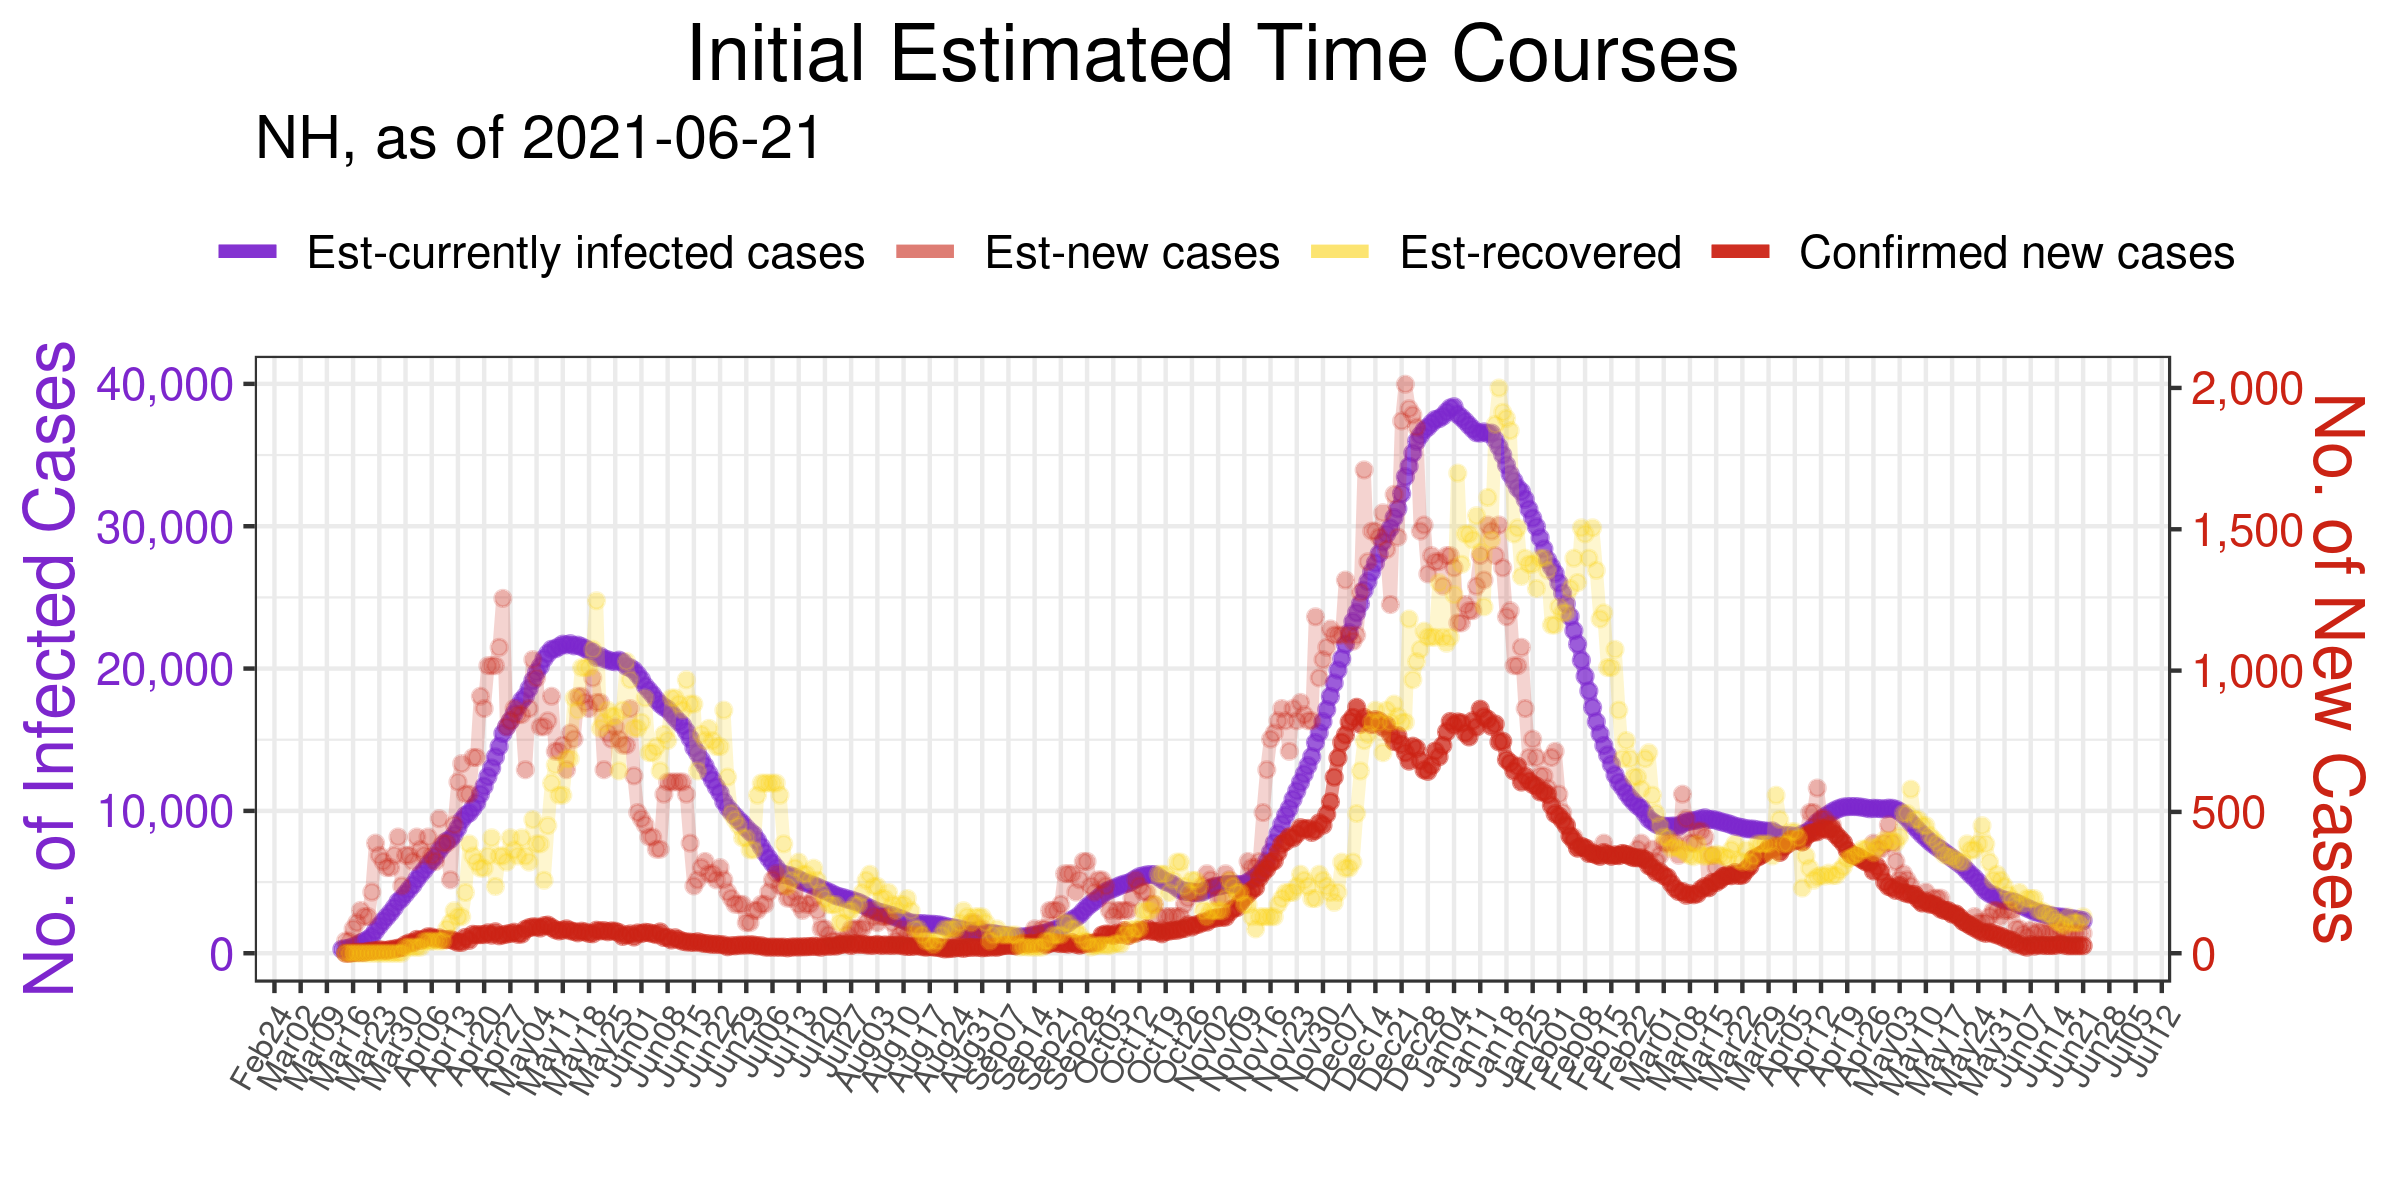 Initial Estimated Time Courses
NH, as of 2021-06-21
Est-currently infected cases Est-new cases Est-recovered Confirmed new cases
No. of Infected Cases
40,000
30,000
20,000
10,000
0
2,000
1,500
1,000
500
0
No. of New Cases
Feb24 Mar02 Mar09 Mar16 Mar23 Mar30 Apr06 Apr13 Apr20 Apr27 May04 May11 May18 May25 Jun01 Jun08 Jun15 Jun22 Jun29 Jul06 Jul13 Jul20 Jul27 Aug03 Aug10 Aug17 Aug24 Aug31 Sep07 Sep14 Sep21 Sep28 Oct05 Oct12 Oct19 Oct26 Nov02 Nov09 Nov16 Nov23 Nov30 Dec07 Dec14 Dec21 Dec28 Jan04 Jan11 Jan18 Jan25 Feb01 Feb08 Feb15 Feb22 Mar01 Mar08 Mar15 Mar22 Mar29 Apr05 Apr12 Apr19 Apr26 May03 May10 May17 May24 May31 Jun07 Jun14 Jun21 Jun28 Jul05 Jul12